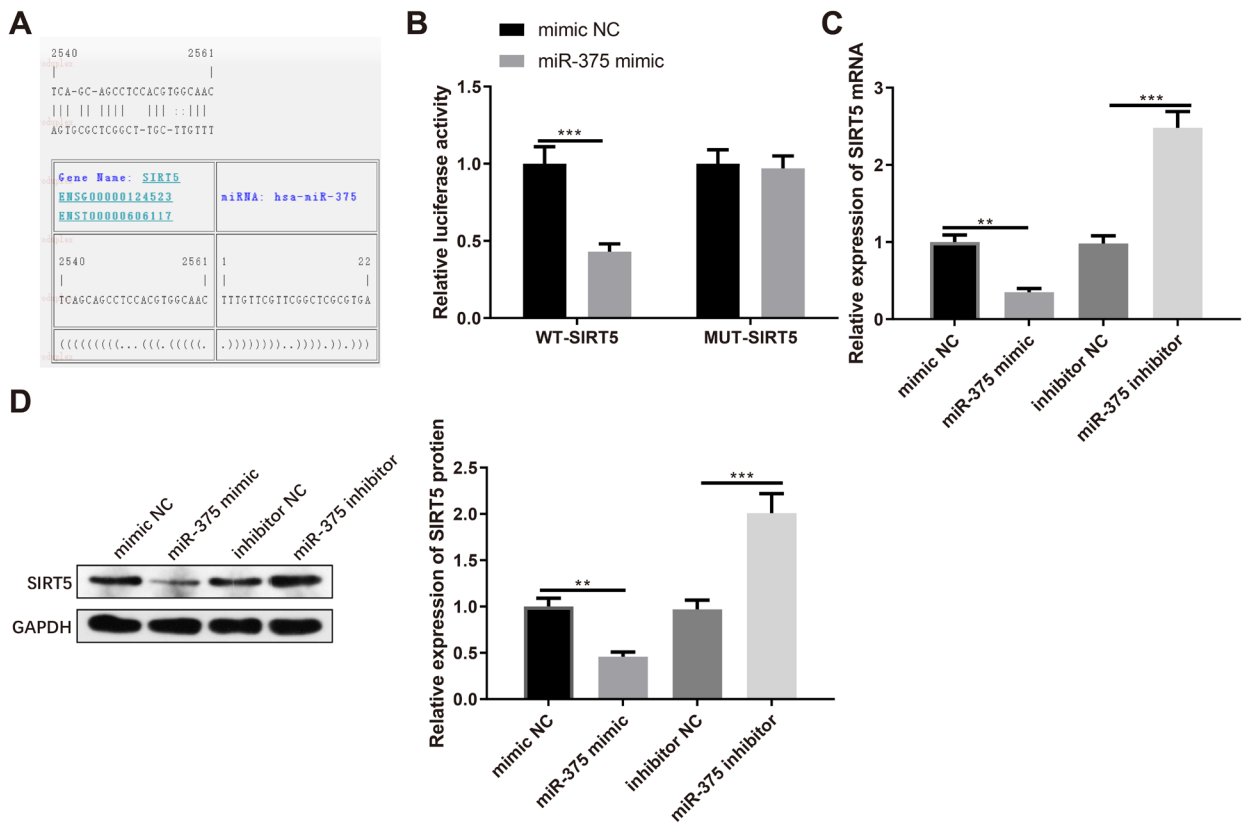 A
2540 2561
| |
TCA-GC-AGCCTCCACGTGGCAAC
||| || |||| ||| ::|||
AGTGCGCTCGGCT-TGC-TTGTTT
Gene Name: SIRT5
ENSG00000124523
ENST00000606117
miRNA: hsa-miR-375
2540 2561
| |
TCAGCAGCCTCCACGTGGCAAC
1 22
| |
TTTGTTCGTTCGGCTCGCGTGA
(((((((((...(((.(((((.
.))))))))..)))).)).)))
B
mimic NC
miR-375 mimic
Relative luciferase activity
1.5
1.0
0.5
0.0
***
WT-SIRT5
MUT-SIRT5
C
Relative expression of SIRT5 mRNA
3
2
1
0
**
***
mimic NC
miR-375 mimic
inhibitor NC
miR-375 inhibitor
D
mimic NC
miR-375 mimic
inhibitor NC
miR-375 inhibitor
SIRT5
GAPDH
Relative expression of SIRT5 protien
2.5
2.0
1.5
1.0
0.5
0.0
**
***
mimic NC
miR-375 mimic
inhibitor NC
miR-375 inhibitor